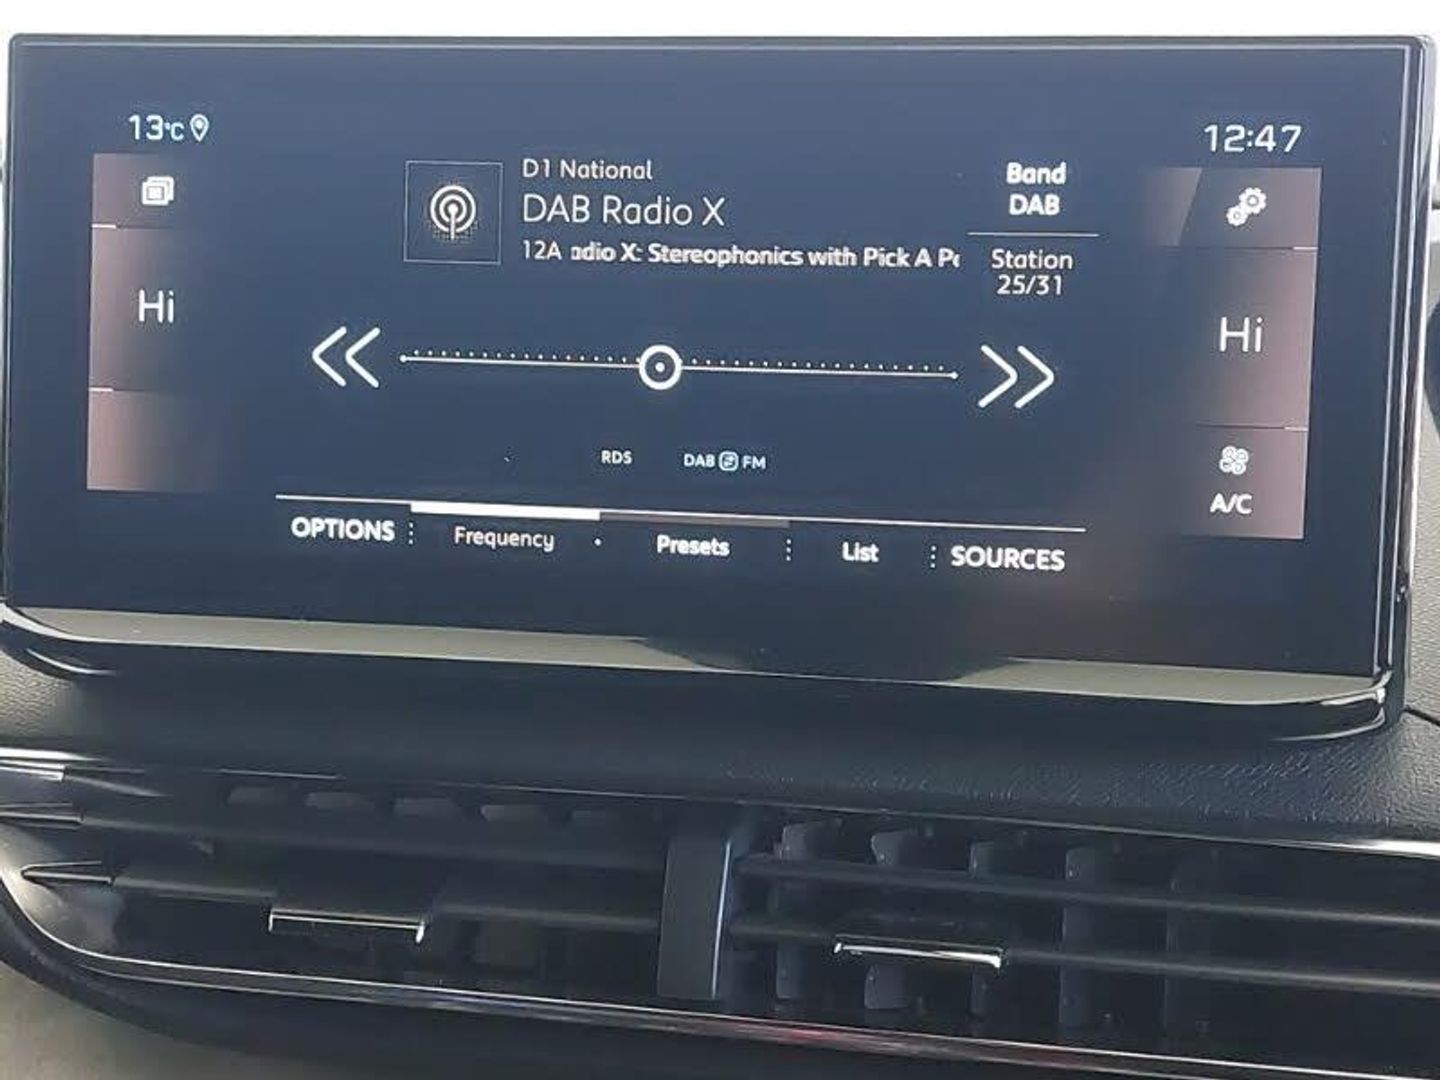 13°C
12:47
D1 National
DAB Radio X
12A adio X: Stereophonics with Pick A
Band
DAB
Station
25/31
Hi
Hi
RDS
DAB FM
A/C
OPTIONS
Frequency
Presets
List
SOURCES